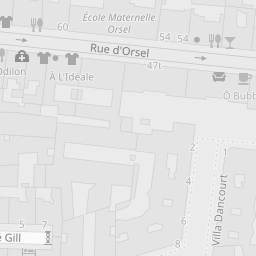 École Maternelle
Orsel
60
54
54
Rue d'Orsel
47t
Odilon
À L'Idéale
Ô Bubb
2
1
4
Villa Dancourt
5
7
6
8
e Gill